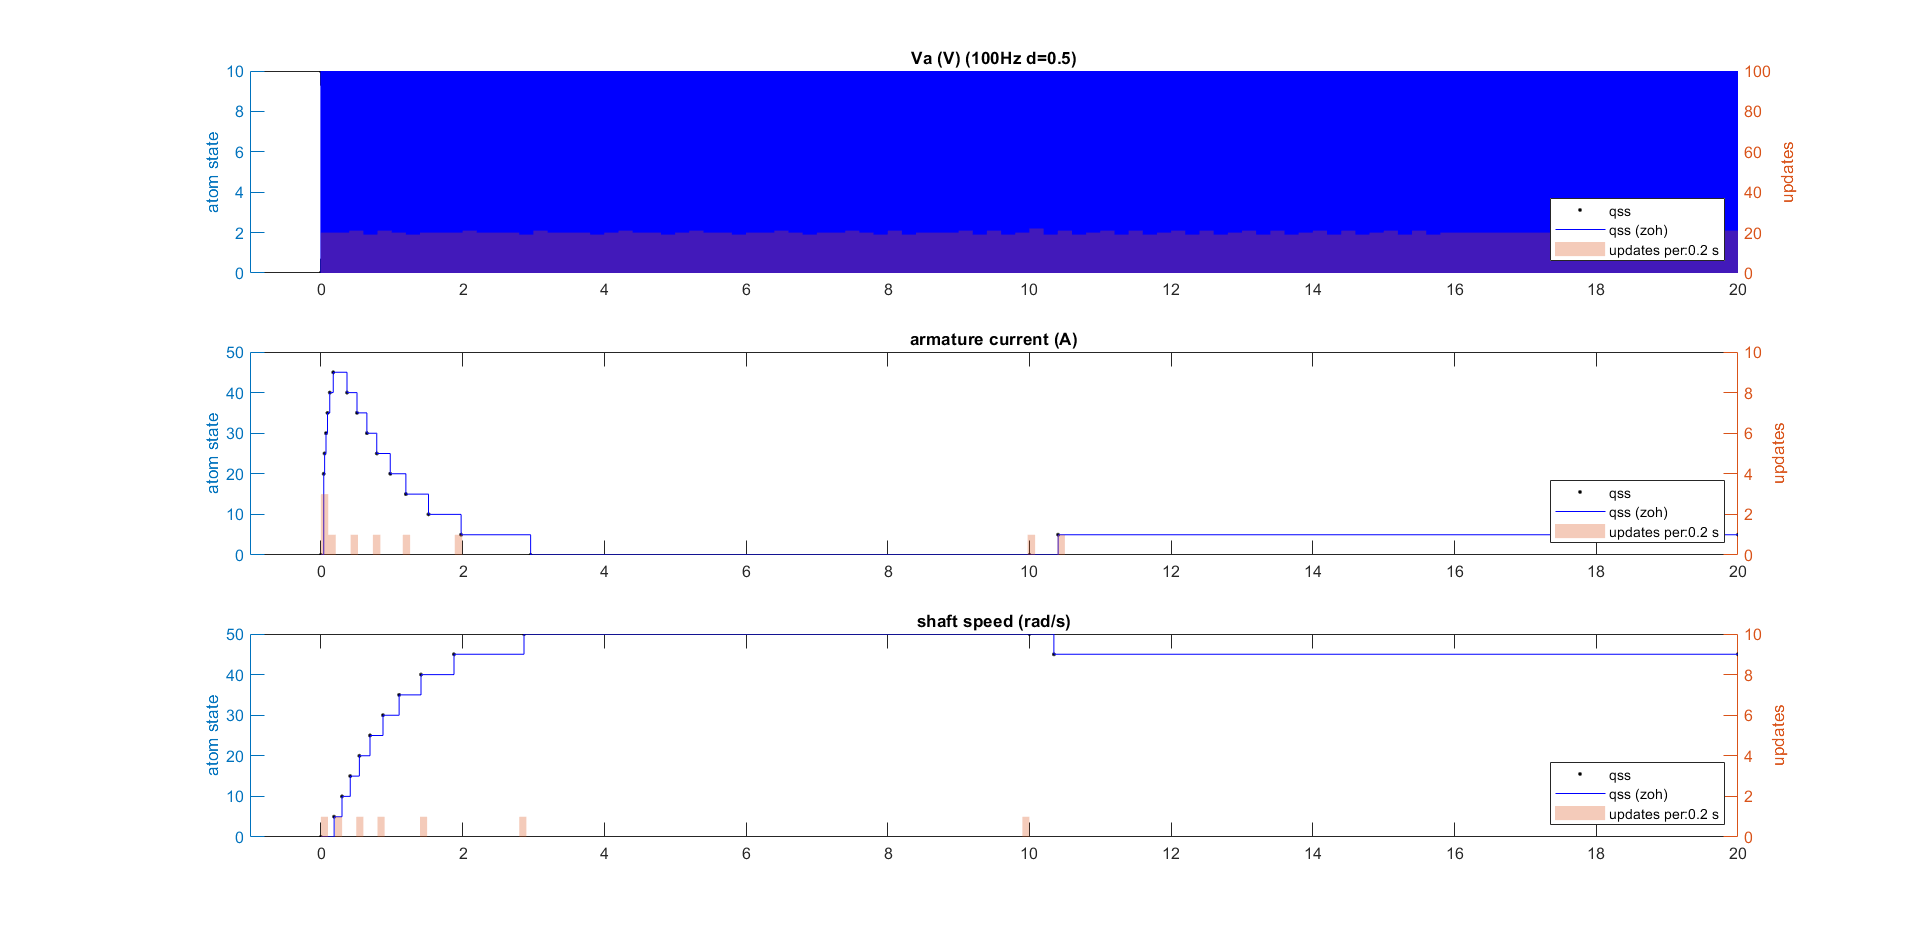 Va (V) (100Hz d=0.5)
10
8
6
4
2
0
atom state
100
80
60
40
20
0
updates
qss
qss (zoh)
updates per:0.2 s
0 2 4 6 8 10 12 14 16 18 20
armature current (A)
50
40
30
20
10
0
atom state
10
8
6
4
2
0
updates
qss
qss (zoh)
updates per:0.2 s
0 2 4 6 8 10 12 14 16 18 20
shaft speed (rad/s)
50
40
30
20
10
0
atom state
10
8
6
4
2
0
updates
qss
qss (zoh)
updates per:0.2 s
0 2 4 6 8 10 12 14 16 18 20